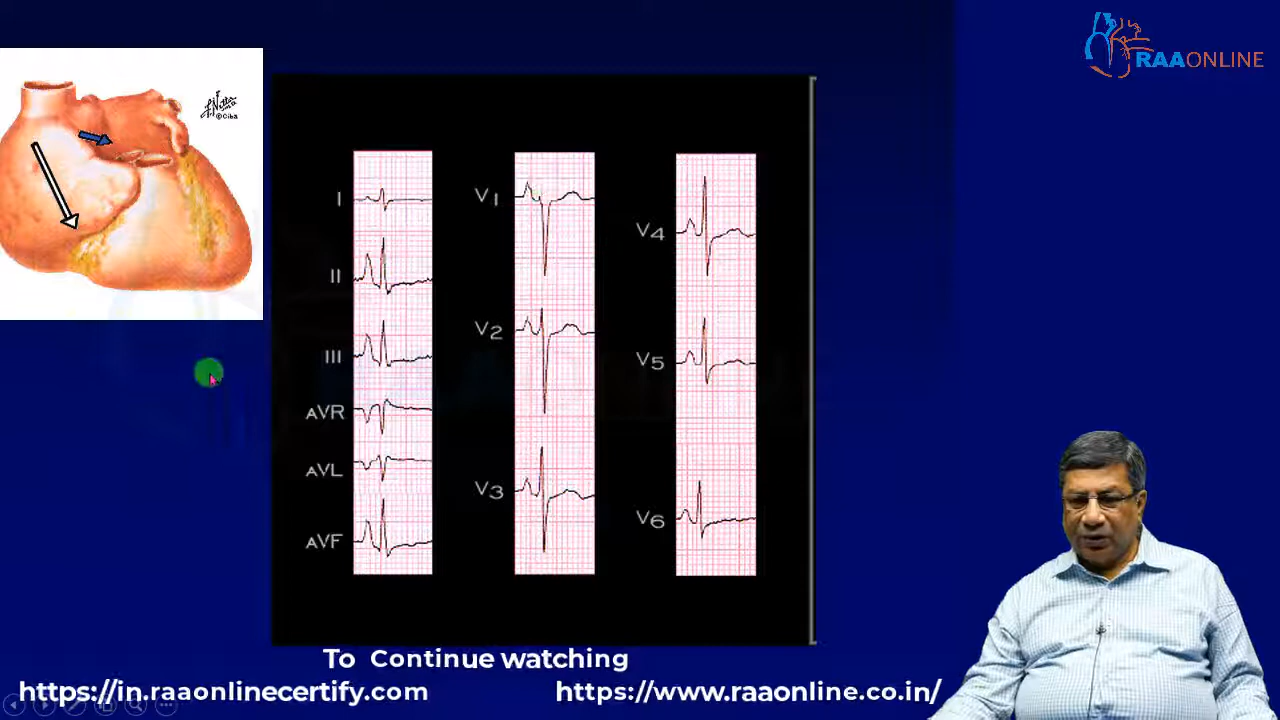 RAAONLINE
©Ciba
I
II
III
AVR
AVL
AVF
V1
V2
V3
V4
V5
V6
To Continue watching
https://in.raaonlinecertify.com
https://www.raaonline.co.in/